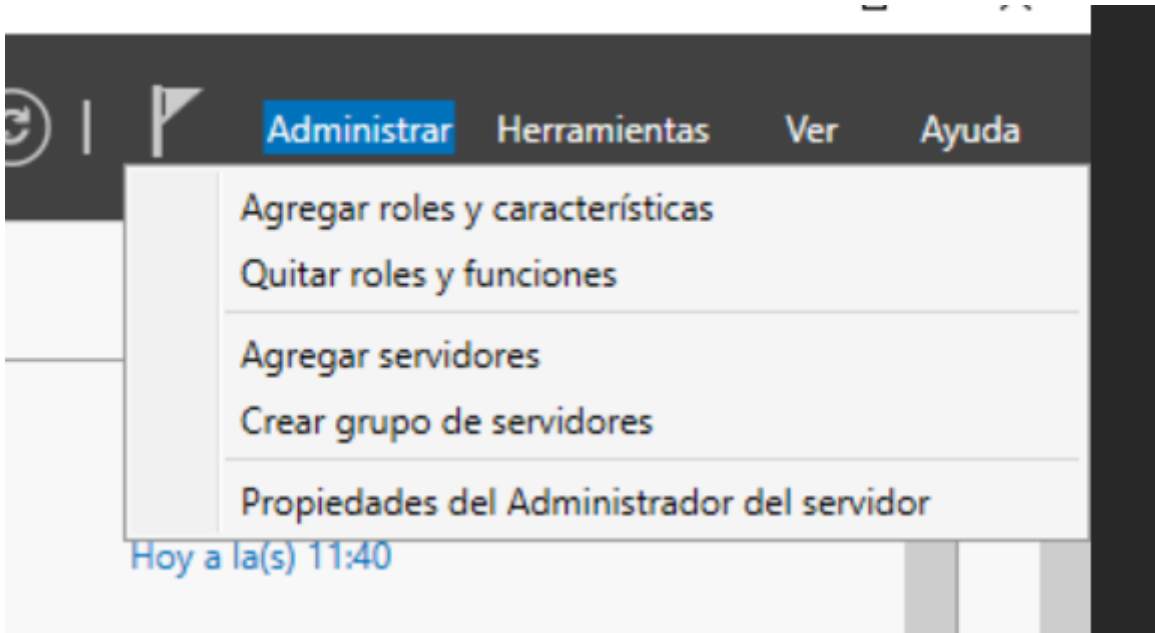 Administrar Herramientas Ver Ayuda
Agregar roles y características
Quitar roles y funciones
Agregar servidores
Crear grupo de servidores
Propiedades del Administrador del servidor
Hoy a la(s) 11:40